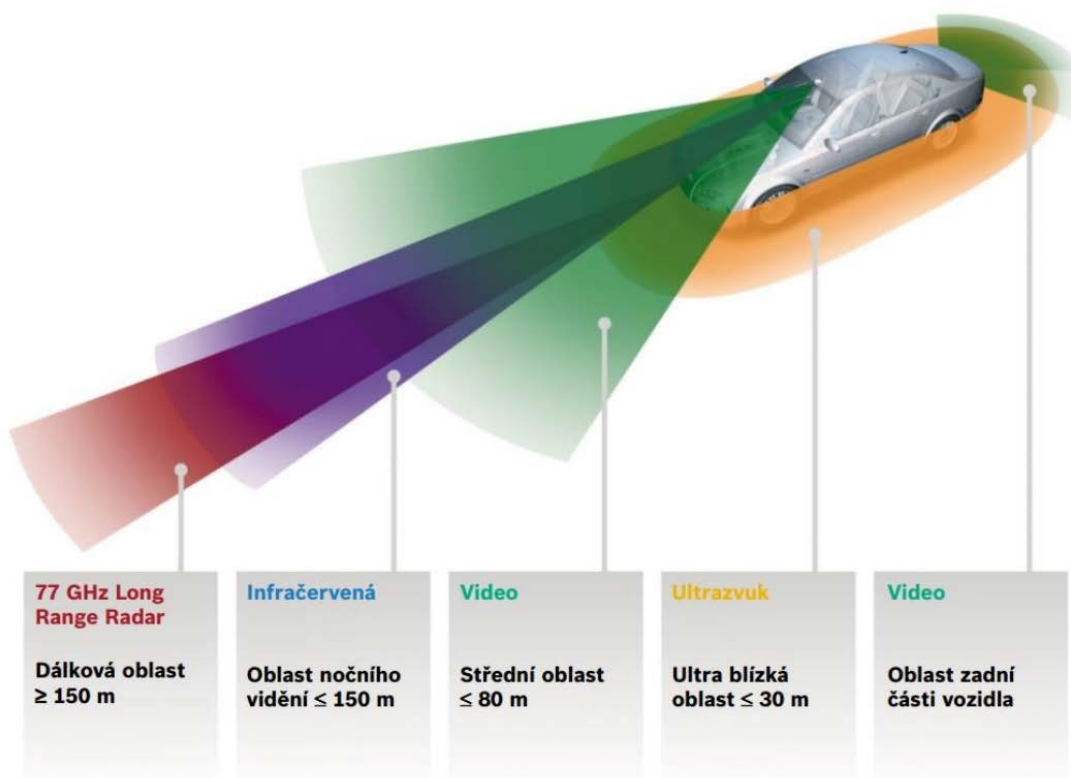 77 GHz Long
Range Radar
Dálková oblast
≥ 150 m
Infračervená
Oblast nočního
vidění ≤ 150 m
Video
Střední oblast
≤ 80 m
Ultrazvuk
Ultra blízká
oblast ≤ 30 m
Video
Oblast zadní
části vozidla